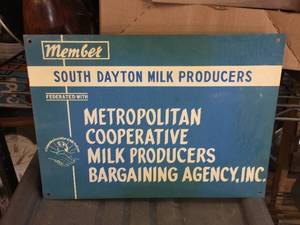 Member
SOUTH DAYTON MILK PRODUCERS
FEDERATED WITH
METROPOLITAN
COOPERATIVE
MILK PRODUCERS
BARGAINING AGENCY, INC.